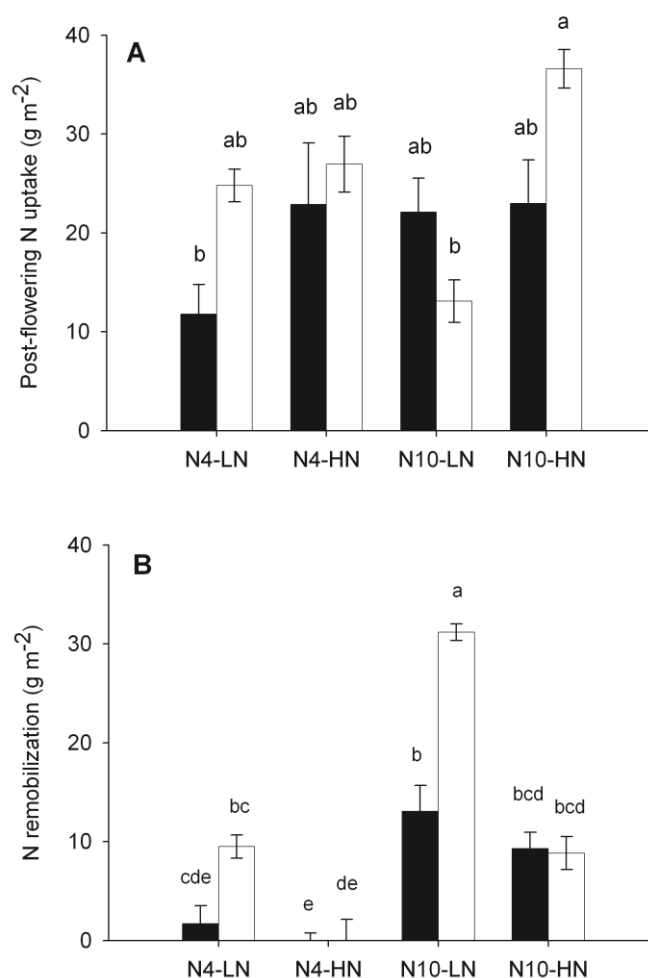 A
Post-flowering N uptake (g m⁻²)
40
30
20
10
0
b
ab
ab
ab
ab
b
ab
a
N4-LN
N4-HN
N10-LN
N10-HN
B
N remobilization (g m⁻²)
40
30
20
10
0
cde
bc
e
de
b
a
bcd
bcd
N4-LN
N4-HN
N10-LN
N10-HN